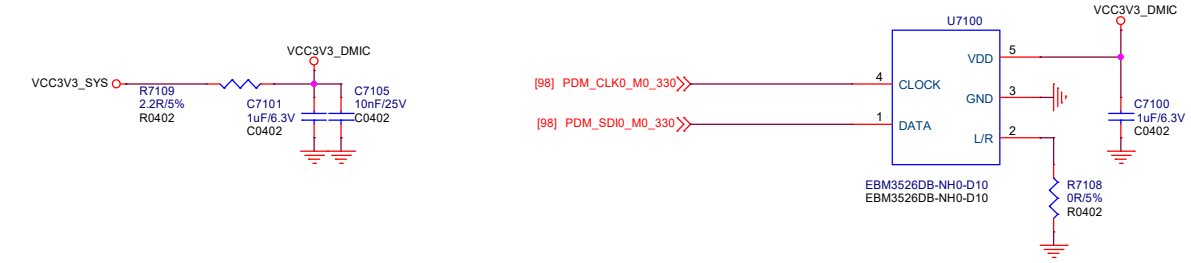 VCC3V3_DMIC
VCC3V3_SYS
R7109
2.2R/5%
R0402
C7101
1uF/6.3V
C0402
C7105
10nF/25V
C0402
[98] PDM_CLK0_M0_330
[98] PDM_SDI0_M0_330
U7100
4
CLOCK
1
DATA
VDD
5
GND
3
L/R
2
EBM3526DB-NH0-D10
EBM3526DB-NH0-D10
VCC3V3_DMIC
C7100
1uF/6.3V
C0402
R7108
0R/5%
R0402